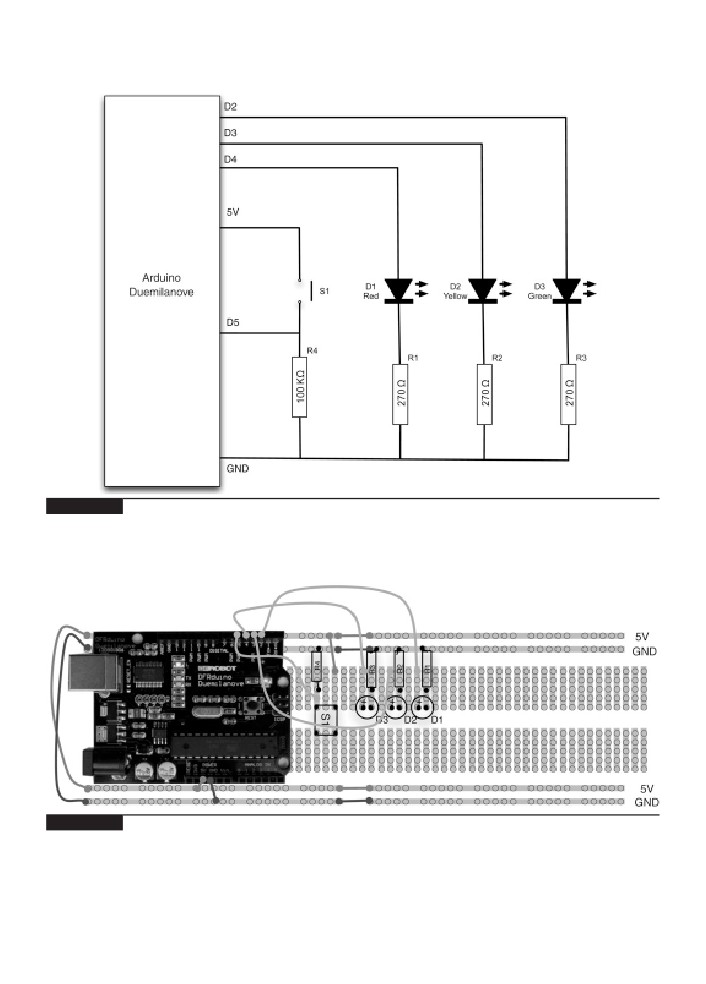 D2
D3
D4
5V
Arduino
Duemilanove
S1
D1
Red
D2
Yellow
D3
Green
D5
R4
100 KΩ
R1
270 Ω
R2
270 Ω
R3
270 Ω
GND
5V
GND
DIGITAL
DFRduino
Duemilanove
R4
R3
R2
R1
S1
D3
D2
D1
5V
GND